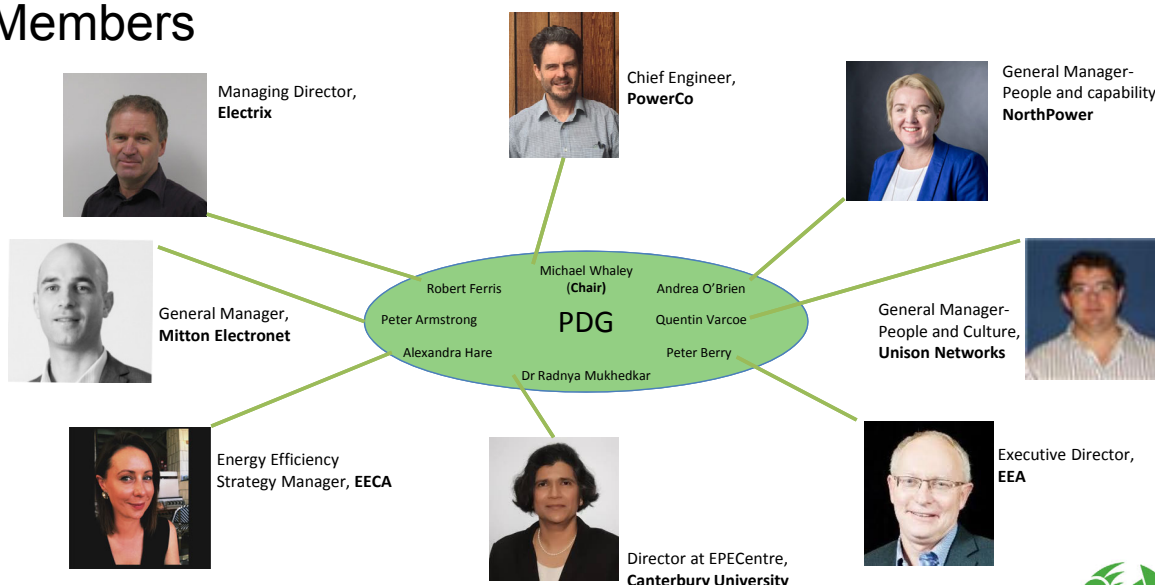 Members
Managing Director,
Electrix
Chief Engineer,
PowerCo
General Manager-
People and capability
NorthPower
General Manager,
Mitton Electronet
Robert Ferris
Michael Whaley
(Chair)
Andrea O'Brien
Peter Armstrong
PDG
Quentin Varcoe
Alexandra Hare
Peter Berry
Dr Radnya Mukhedkar
General Manager-
People and Culture,
Unison Networks
Energy Efficiency
Strategy Manager, EECA
Director at EPECentre,
Canterbury University
Executive Director,
EEA